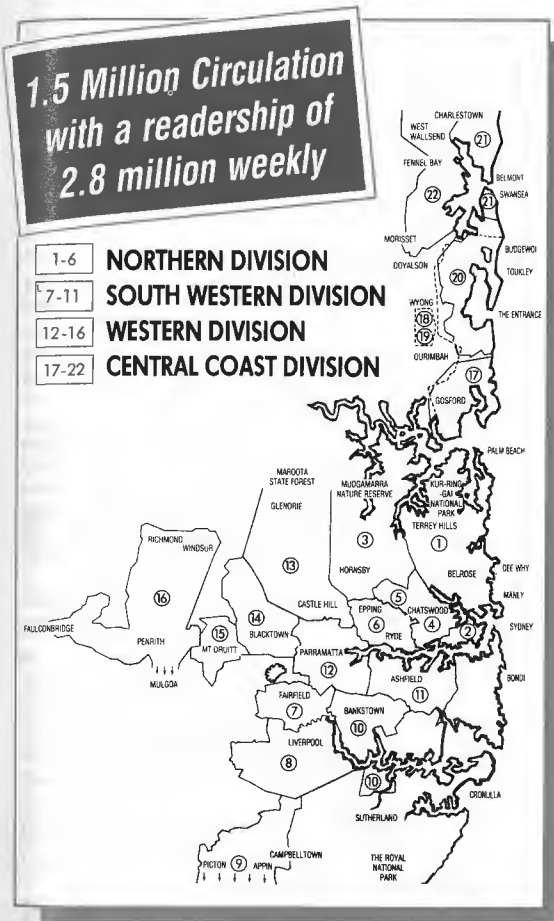 1.5 Million Circulation
with a readership of
2.8 million weekly
1-6 NORTHERN DIVISION
7-11 SOUTH WESTERN DIVISION
12-16 WESTERN DIVISION
17-22 CENTRAL COAST DIVISION
CHARLESTOWN
WEST
WALLSEND
21
FENNEL BAY
BELMONT
22
21
SWANSEA
MORISSET
BUDGEWOI
DOYALSON
20
TOUKLEY
WYONG
18
THE ENTRANCE
19
OURIMBAH
17
GOSFORD
PALM BEACH
MAROOTA
STATE FOREST
MUOGAMARRA
NATURE RESERVE
KUR-RING
-GAI
NATIONAL
PARK
GLENORIE
TERREY HILLS
RICHMOND
WINDSOR
3
1
13
HORNSBY
BELROSE
DEE WHY
16
5
MANLY
CASTLE HILL
EPPING
CHATSWOOD
14
6
4
2
SYDNEY
FAULCONBRIDGE
PENRITH
15
BLACKTOWN
RYDE
MT DRUITT
PARRAMATTA
MULGOA
12
ASHFIELD
BONDI
FAIRFIELD
11
7
BANKSTOWN
10
LIVERPOOL
8
10
CRONULLA
SUTHERLAND
CAMPBELLTOWN
PICTON 9 APPIN
THE ROYAL
NATIONAL
PARK